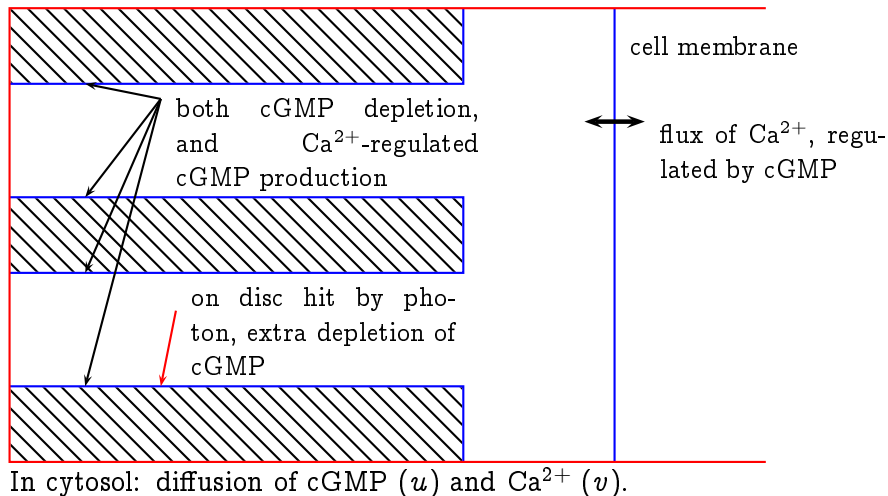 cell membrane
both cGMP depletion,
and Ca²⁺-regulated
cGMP production
flux of Ca²⁺, regu-
lated by cGMP
on disc hit by pho-
ton, extra depletion of
cGMP
In cytosol: diffusion of cGMP (u) and Ca²⁺ (v).